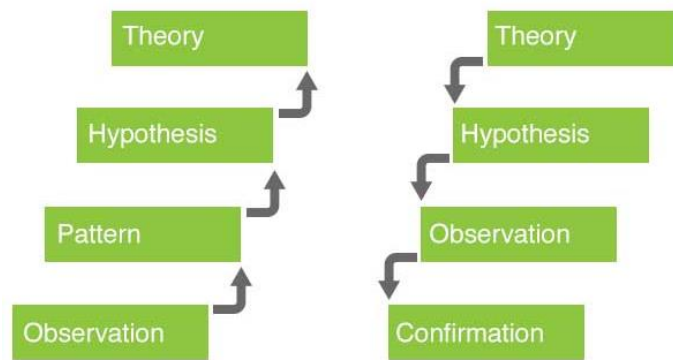 Theory
Hypothesis
Pattern
Observation
Theory
Hypothesis
Observation
Confirmation